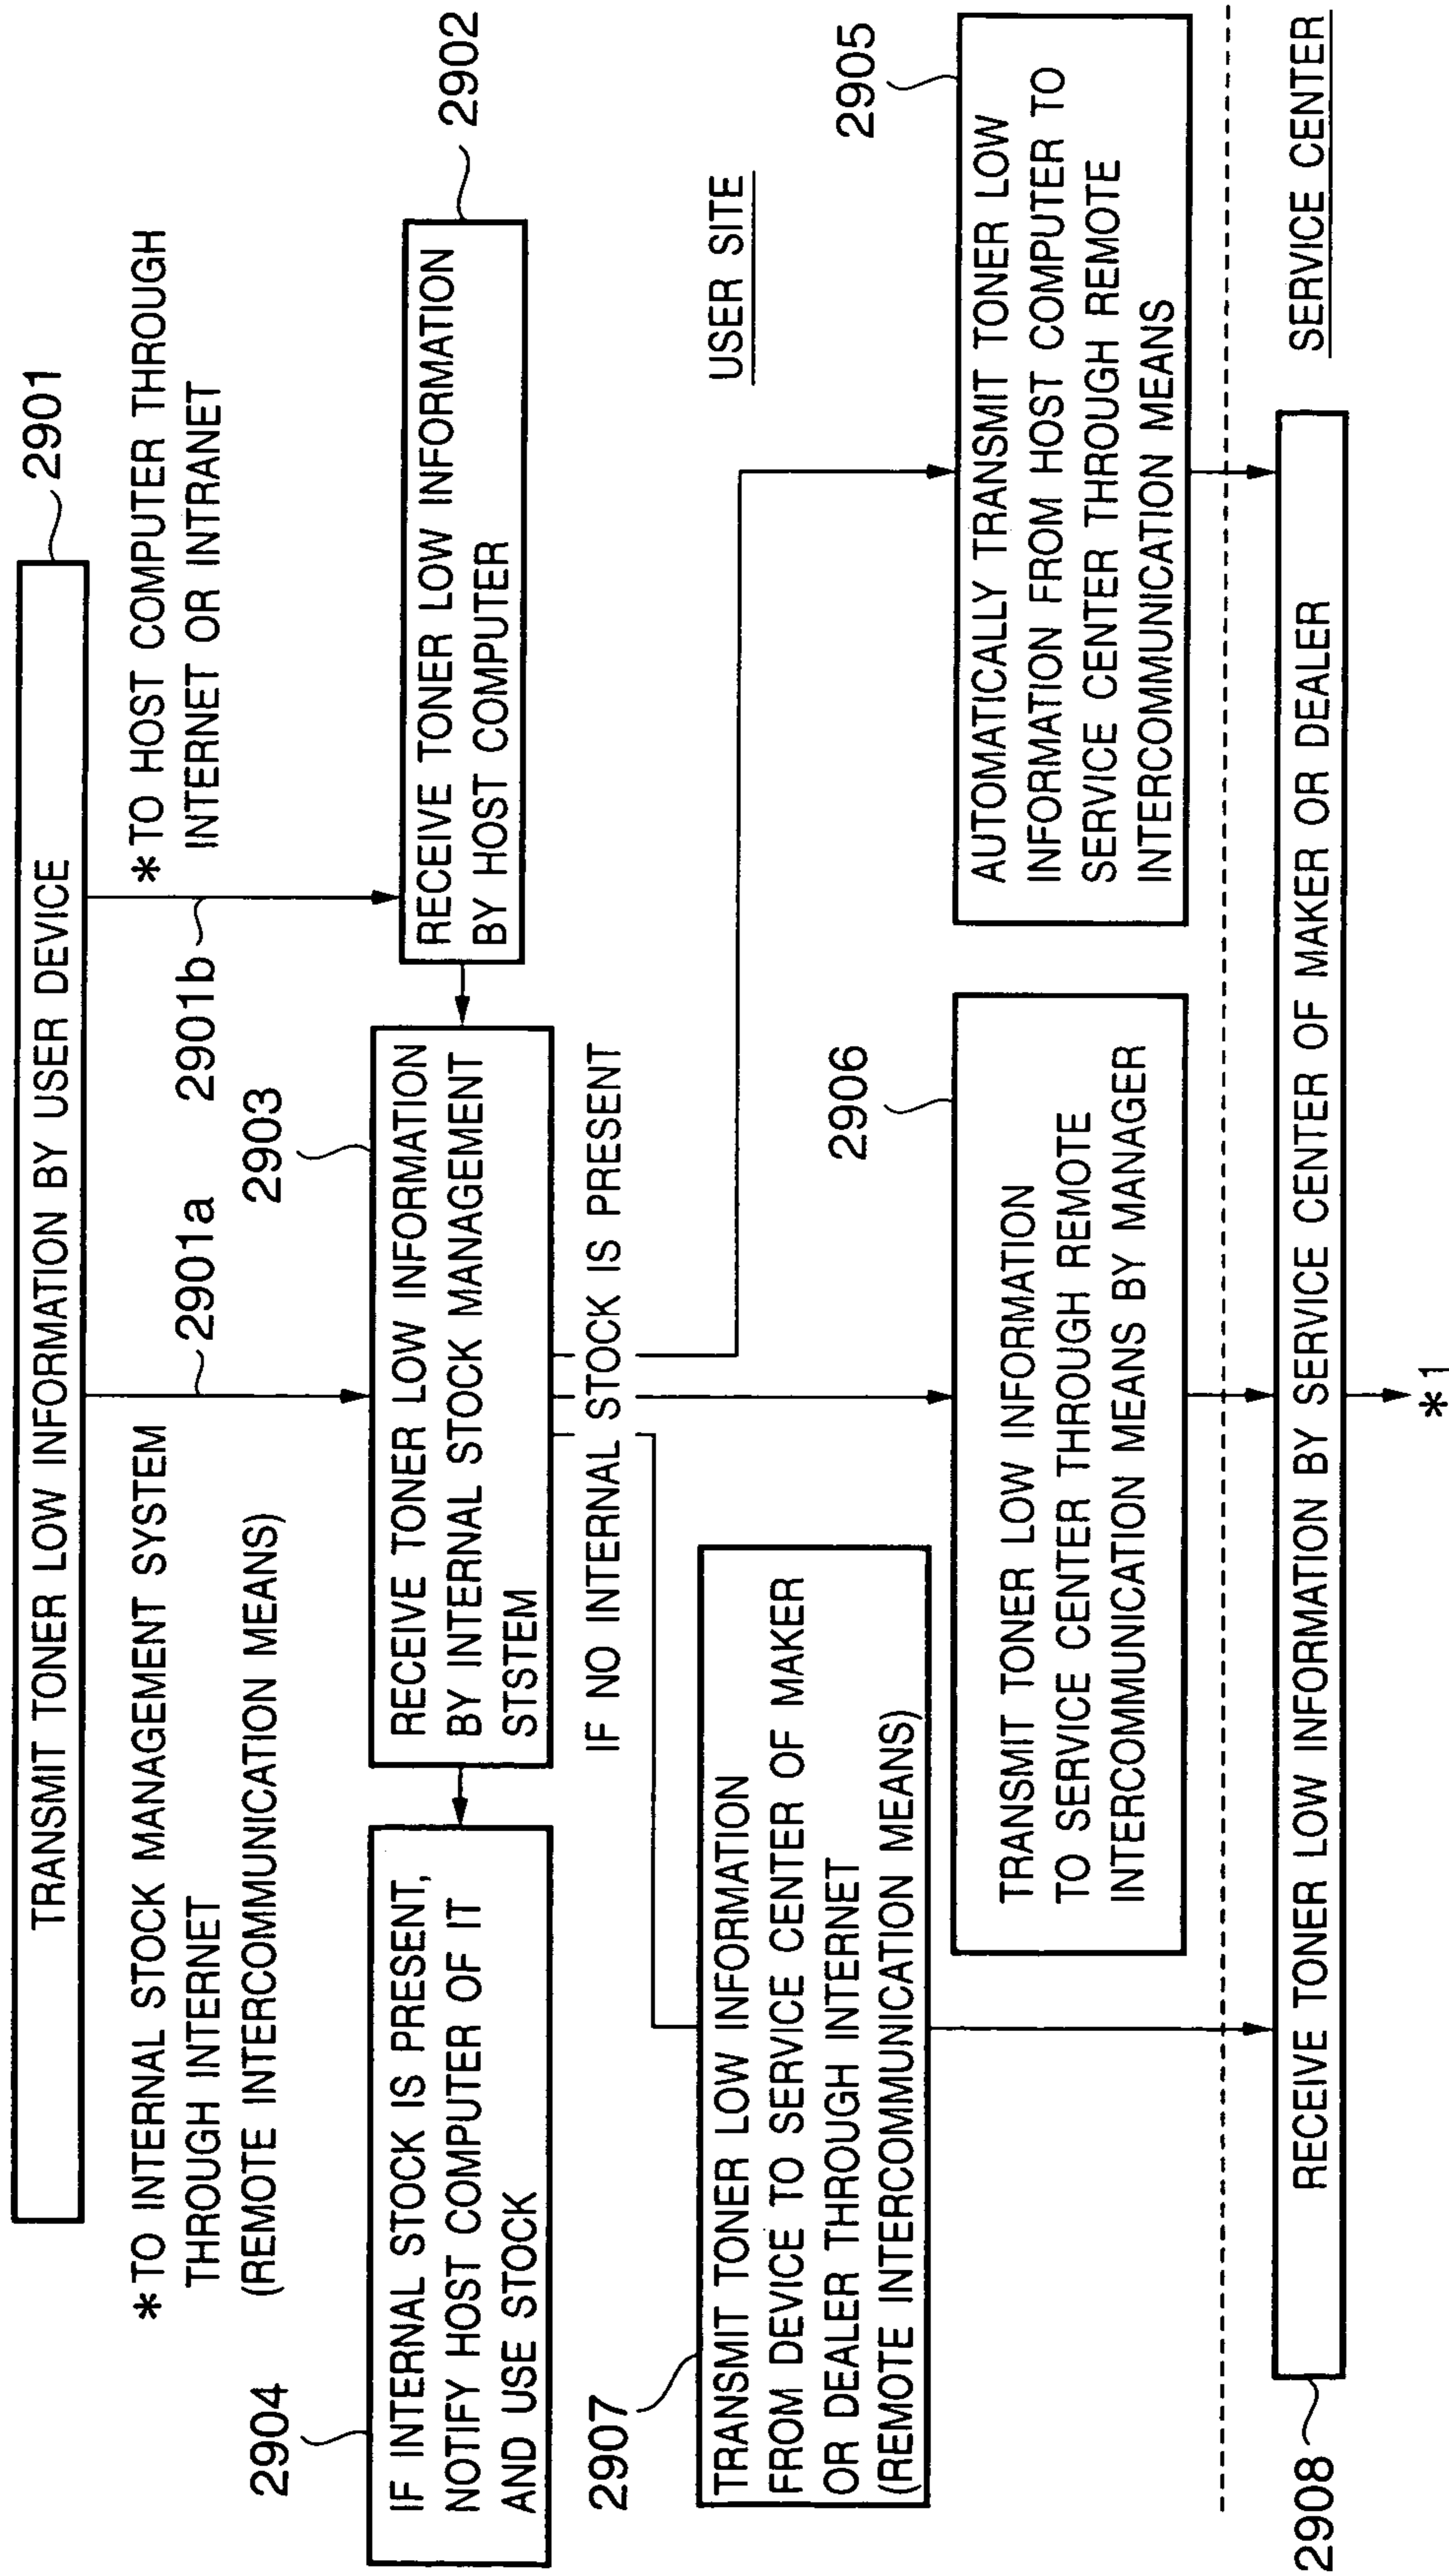 TRANSMIT TONER LOW INFORMATION BY USER DEVICE
2901
*TO INTERNAL STOCK MANAGEMENT SYSTEM
THROUGH INTERNET
(REMOTE INTERCOMMUNICATION MEANS)
2901a
2901b
*TO HOST COMPUTER THROUGH
INTERNET OR INTRANET
2904
IF INTERNAL STOCK IS PRESENT,
NOTIFY HOST COMPUTER OF IT
AND USE STOCK
2903
RECEIVE TONER LOW INFORMATION
BY INTERNAL STOCK MANAGEMENT
STSTEM
2902
RECEIVE TONER LOW INFORMATION
BY HOST COMPUTER
IF NO INTERNAL STOCK IS PRESENT
USER SITE
2907
TRANSMIT TONER LOW INFORMATION
FROM DEVICE TO SERVICE CENTER OF MAKER
OR DEALER THROUGH INTERNET
(REMOTE INTERCOMMUNICATION MEANS)
2906
TRANSMIT TONER LOW INFORMATION
TO SERVICE CENTER THROUGH REMOTE
INTERCOMMUNICATION MEANS BY MANAGER
2905
AUTOMATICALLY TRANSMIT TONER LOW
INFORMATION FROM HOST COMPUTER TO
SERVICE CENTER THROUGH REMOTE
INTERCOMMUNICATION MEANS
2908
RECEIVE TONER LOW INFORMATION BY SERVICE CENTER OF MAKER OR DEALER
SERVICE CENTER
*1